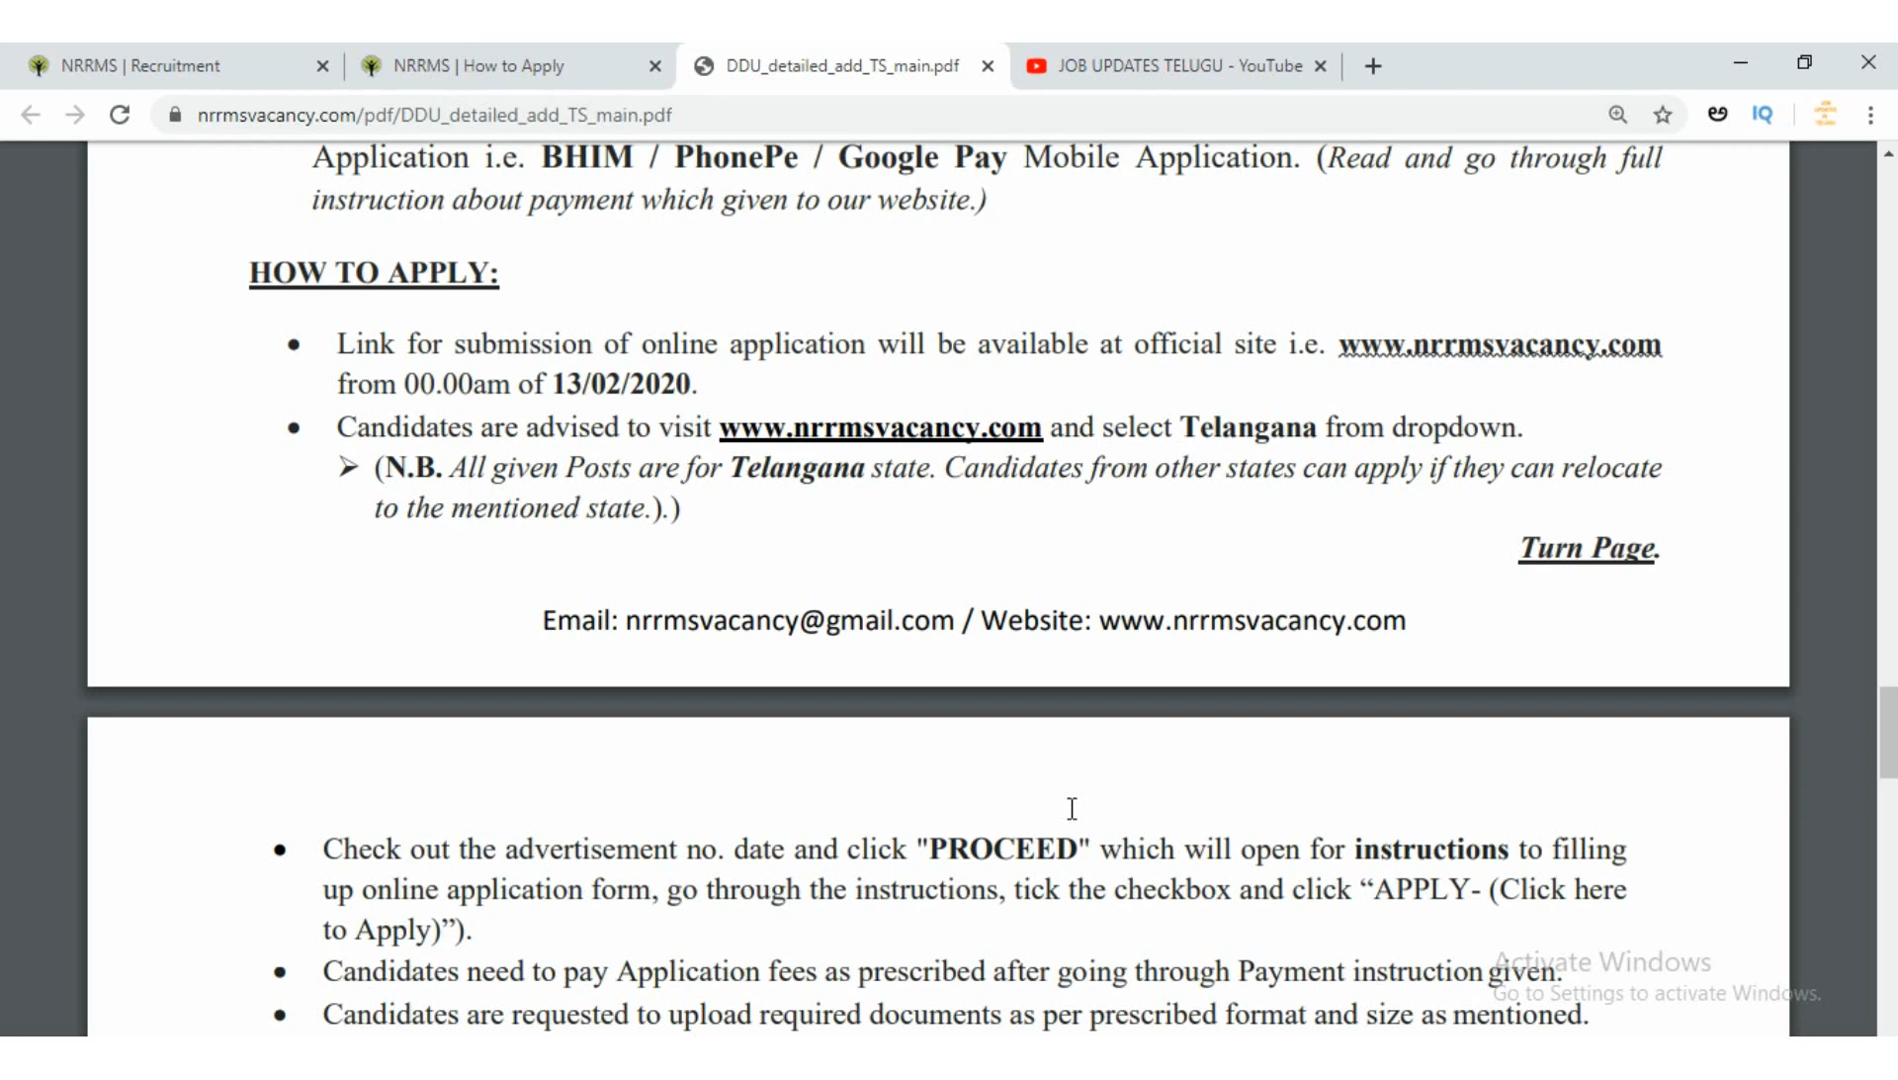 NRRMS | Recruitment
NRRMS | How to Apply
DDU_detailed_add_TS_main.pdf
JOB UPDATES TELUGU - YouTube
nrrmsvacancy.com/pdf/DDU_detailed_add_TS_main.pdf
IQ
Application i.e. BHIM / PhonePe / Google Pay Mobile Application. (Read and go through full
instruction about payment which given to our website.)
HOW TO APPLY:
• Link for submission of online application will be available at official site i.e. www.nrrmsvacancy.com
from 00.00am of 13/02/2020.
• Candidates are advised to visit www.nrrmsvacancy.com and select Telangana from dropdown.
➢ (N.B. All given Posts are for Telangana state. Candidates from other states can apply if they can relocate
to the mentioned state.).)
Turn Page.
Email: nrrmsvacancy@gmail.com / Website: www.nrrmsvacancy.com
• Check out the advertisement no. date and click "PROCEED" which will open for instructions to filling
up online application form, go through the instructions, tick the checkbox and click “APPLY- (Click here
to Apply)”).
• Candidates need to pay Application fees as prescribed after going through Payment instruction given.
• Candidates are requested to upload required documents as per prescribed format and size as mentioned.
Activate Windows
Go to Settings to activate Windows.